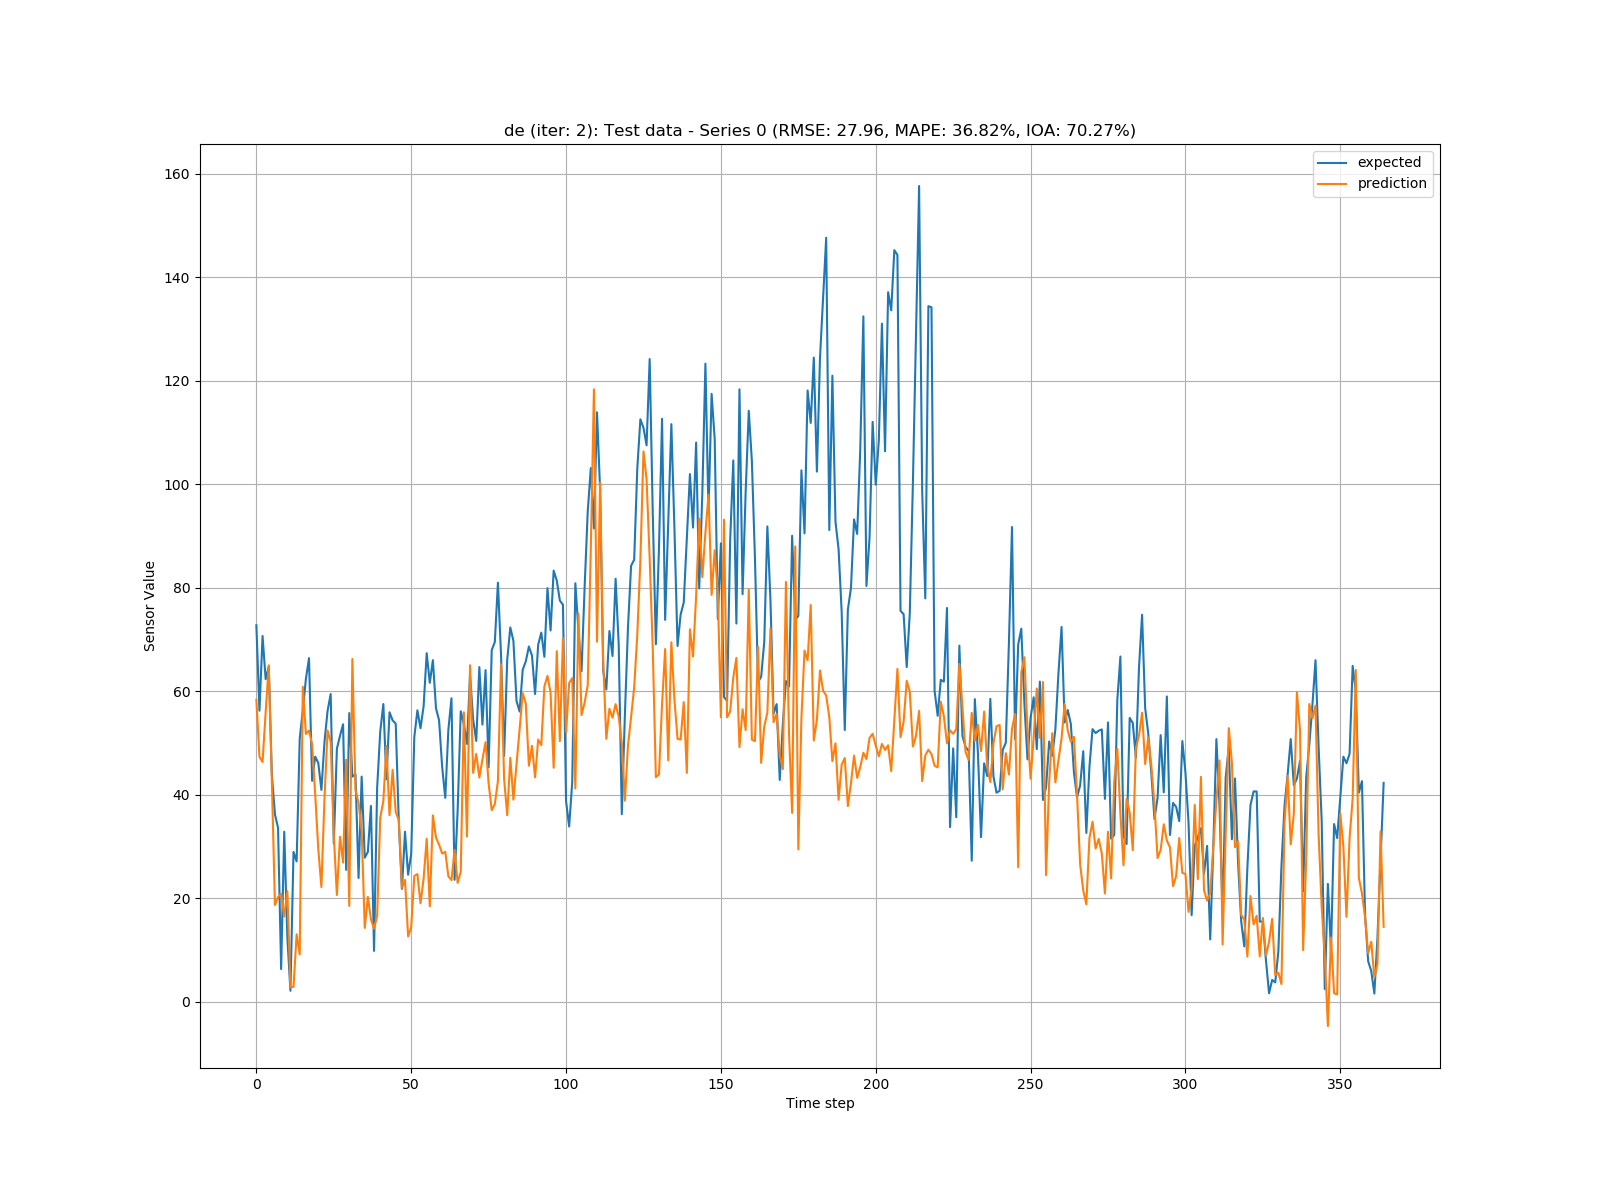 de (iter: 2): Test data - Series 0 (RMSE: 27.96, MAPE: 36.82%, IOA: 70.27%)
expected
prediction
160
140
120
100
80
60
40
20
0
Sensor Value
0 50 100 150 200 250 300 350
Time step